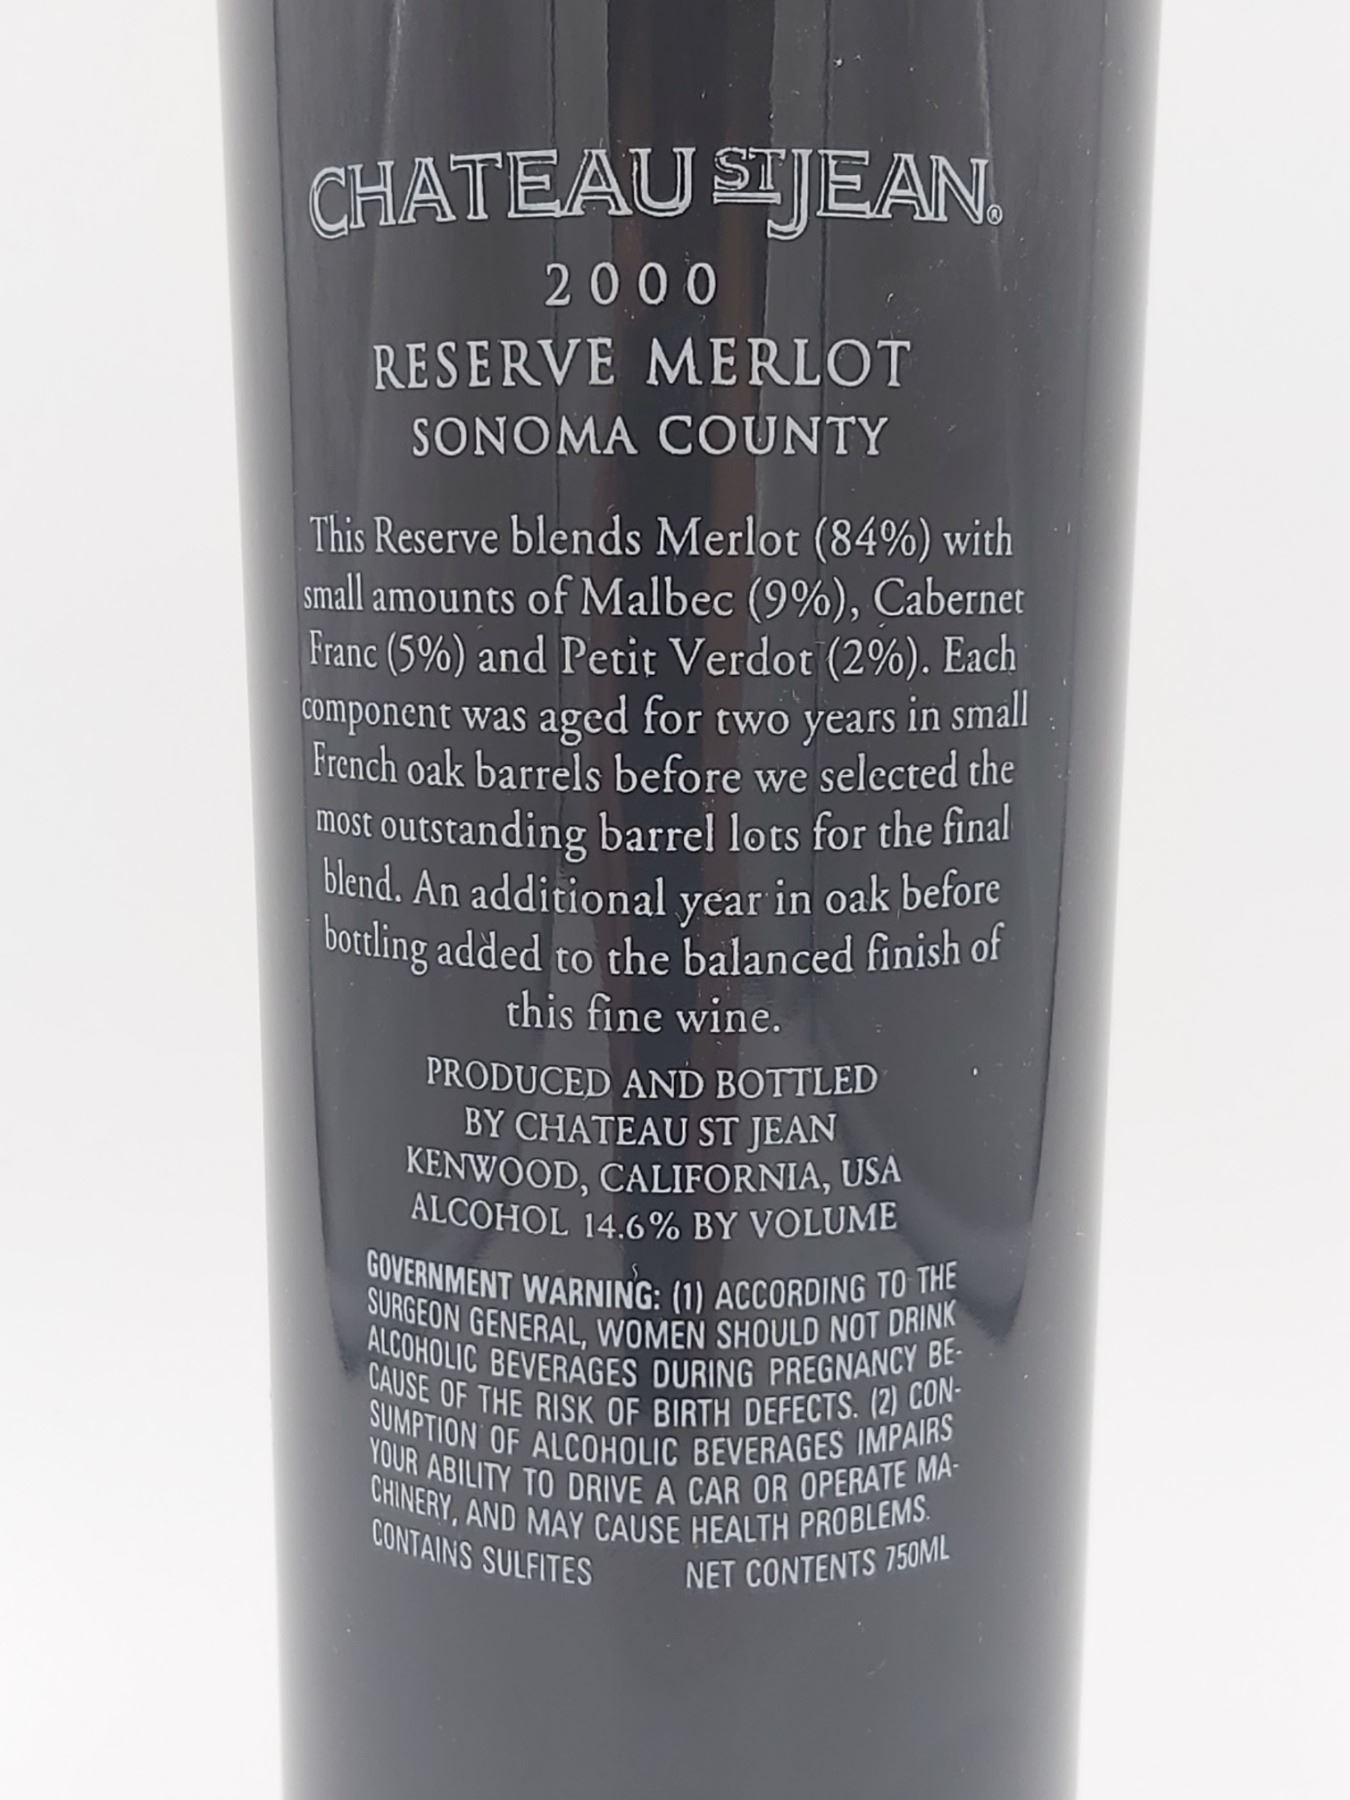 CHATEAU ST JEAN®
2000
RESERVE MERLOT
SONOMA COUNTY
This Reserve blends Merlot (84%) with
small amounts of Malbec (9%), Cabernet
Franc (5%) and Petit Verdot (2%). Each
component was aged for two years in small
French oak barrels before we selected the
most outstanding barrel lots for the final
blend. An additional year in oak before
bottling added to the balanced finish of
this fine wine.
PRODUCED AND BOTTLED
BY CHATEAU ST JEAN
KENWOOD, CALIFORNIA, USA
ALCOHOL 14.6% BY VOLUME
GOVERNMENT WARNING: (1) ACCORDING TO THE
SURGEON GENERAL, WOMEN SHOULD NOT DRINK
ALCOHOLIC BEVERAGES DURING PREGNANCY BE-
CAUSE OF THE RISK OF BIRTH DEFECTS. (2) CON-
SUMPTION OF ALCOHOLIC BEVERAGES IMPAIRS
YOUR ABILITY TO DRIVE A CAR OR OPERATE MA-
CHINERY, AND MAY CAUSE HEALTH PROBLEMS.
CONTAINS SULFITES NET CONTENTS 750ML